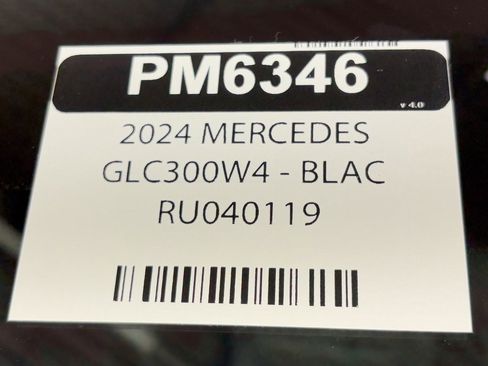 PM6346
v 4.0
2024 MERCEDES
GLC300W4 - BLAC
RU040119